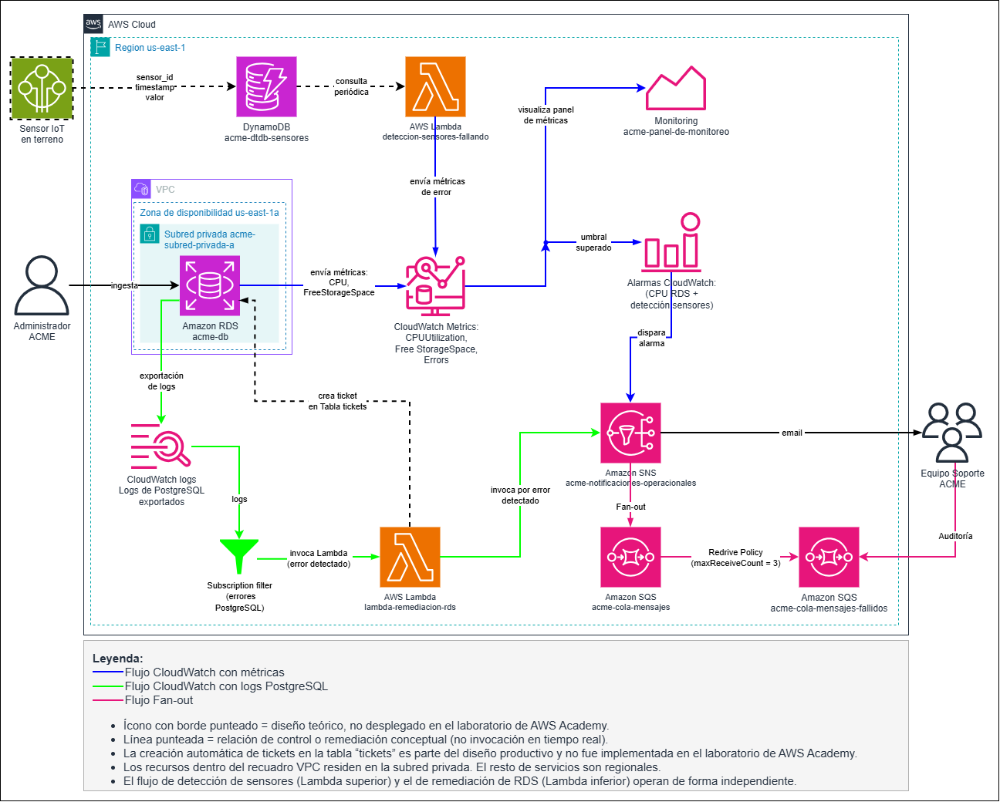 aws
AWS Cloud
Region us-east-1
Sensor IoT
en terreno
sensor_id
timestamp
valor
DynamoDB
acme-dtdb-sensores
consulta
periódica
AWS Lambda
deteccion-sensores-fallando
visualiza panel
de métricas
Monitoring
acme-panel-de-monitoreo
envía métricas
de error
VPC
Zona de disponibilidad us-east-1a
Subred privada acme-
subred-privada-a
Administrador
ACME
ingesta
Amazon RDS
acme-db
envía métricas:
CPU,
FreeStorageSpace
CloudWatch Metrics:
CPUUtilization,
Free StorageSpace,
Errors
umbral
superado
Alarmas CloudWatch:
(CPU RDS +
detección sensores)
dispara
alarma
exportación
de logs
crea ticket
en Tabla tickets
CloudWatch logs
Logs de PostgreSQL
exportados
logs
Subscription filter
(errores
PostgreSQL)
invoca Lambda
(error detectado)
AWS Lambda
lambda-remediacion-rds
invoca por error
detectado
Amazon SNS
acme-notificaciones-operacionales
email
Equipo Soporte
ACME
Fan-out
Amazon SQS
acme-cola-mensajes
Redrive Policy
(maxReceiveCount = 3)
Amazon SQS
acme-cola-mensajes-fallidos
Auditoría
Leyenda:
Flujo CloudWatch con métricas
Flujo CloudWatch con logs PostgreSQL
Flujo Fan-out
• Ícono con borde punteado = diseño teórico, no desplegado en el laboratorio de AWS Academy.
• Línea punteada = relación de control o remediación conceptual (no invocación en tiempo real).
• La creación automática de tickets en la tabla “tickets” es parte del diseño productivo y no fue implementada en el laboratorio de AWS Academy.
• Los recursos dentro del recuadro VPC residen en la subred privada. El resto de servicios son regionales.
• El flujo de detección de sensores (Lambda superior) y el de remediación de RDS (Lambda inferior) operan de forma independiente.